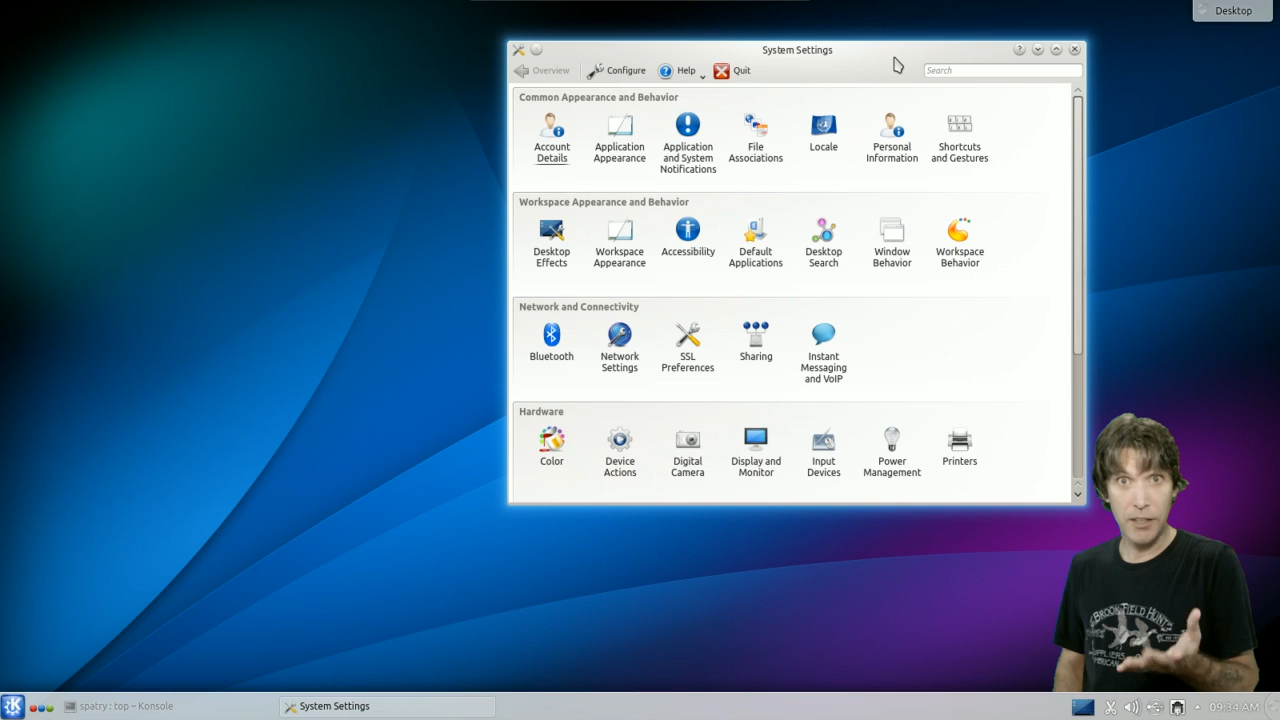 Desktop
System Settings
Overview Configure Help Quit Search
Common Appearance and Behavior
Account Details
Application Appearance
Application and System Notifications
File Associations
Locale
Personal Information
Shortcuts and Gestures
Workspace Appearance and Behavior
Desktop Effects
Workspace Appearance
Accessibility
Default Applications
Desktop Search
Window Behavior
Workspace Behavior
Network and Connectivity
Bluetooth
Network Settings
SSL Preferences
Sharing
Instant Messaging and VoIP
Hardware
Color
Device Actions
Digital Camera
Display and Monitor
Input Devices
Power Management
Printers
BROOK FIELD HUNT
SUPPLIERS
spatry : top – Konsole
System Settings
09:34 AM